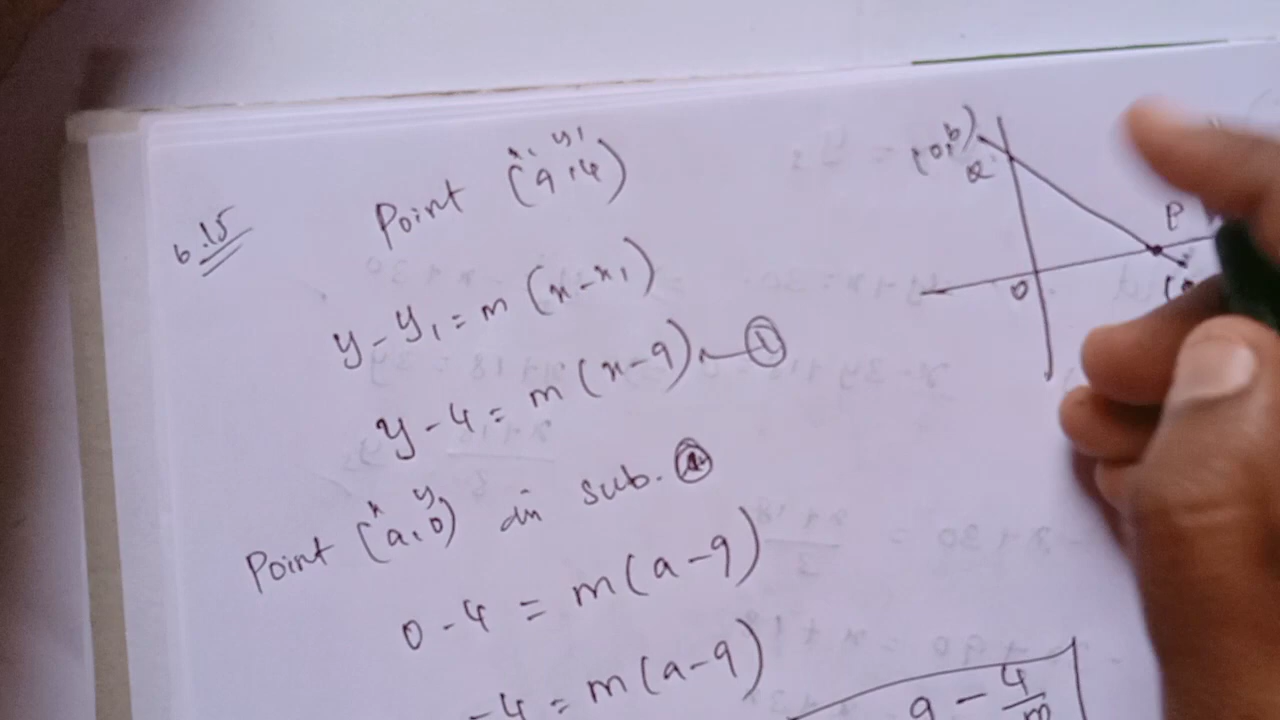 6.15
x1 y1
Point (9,4)
y-y1 = m(x-x1)
y-4 = m(x-9) ①
x y
Point (a,0) in sub. ①
0-4 = m(a-9)
-4 = m(a-9)
9 - 4/m
(0,b)
Q
P
O